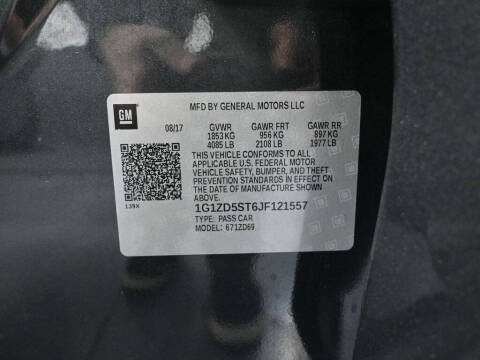 GM
MFD BY GENERAL MOTORS LLC
08/17 GVWR GAWR FRT GAWR RR
1853 KG 956 KG 897 KG
4085 LB 2108 LB 1977 LB
THIS VEHICLE CONFORMS TO ALL
APPLICABLE U.S. FEDERAL MOTOR
VEHICLE SAFETY, BUMPER, AND THEFT
PREVENTION STANDARDS IN EFFECT ON
THE DATE OF MANUFACTURE SHOWN
ABOVE.
139X
1G1ZD5ST6JF121557
TYPE: PASS CAR
MODEL: 671ZD69